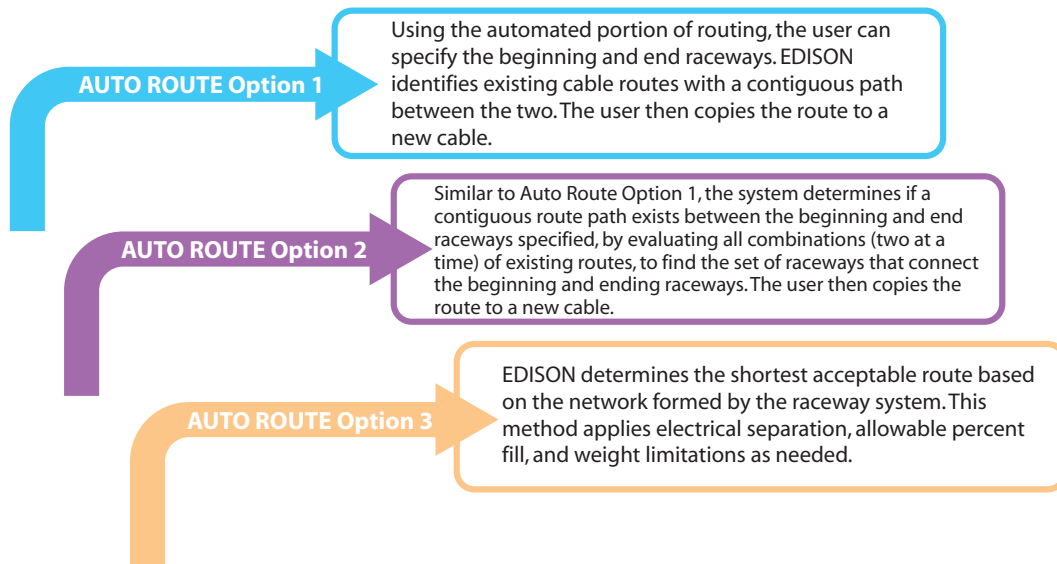 AUTO ROUTE Option 1
Using the automated portion of routing, the user can
specify the beginning and end raceways. EDISON
identifies existing cable routes with a contiguous path
between the two. The user then copies the route to a
new cable.
AUTO ROUTE Option 2
Similar to Auto Route Option 1, the system determines if a
contiguous route path exists between the beginning and end
raceways specified, by evaluating all combinations (two at a
time) of existing routes, to find the set of raceways that connect
the beginning and ending raceways. The user then copies the
route to a new cable.
AUTO ROUTE Option 3
EDISON determines the shortest acceptable route based
on the network formed by the raceway system. This
method applies electrical separation, allowable percent
fill, and weight limitations as needed.